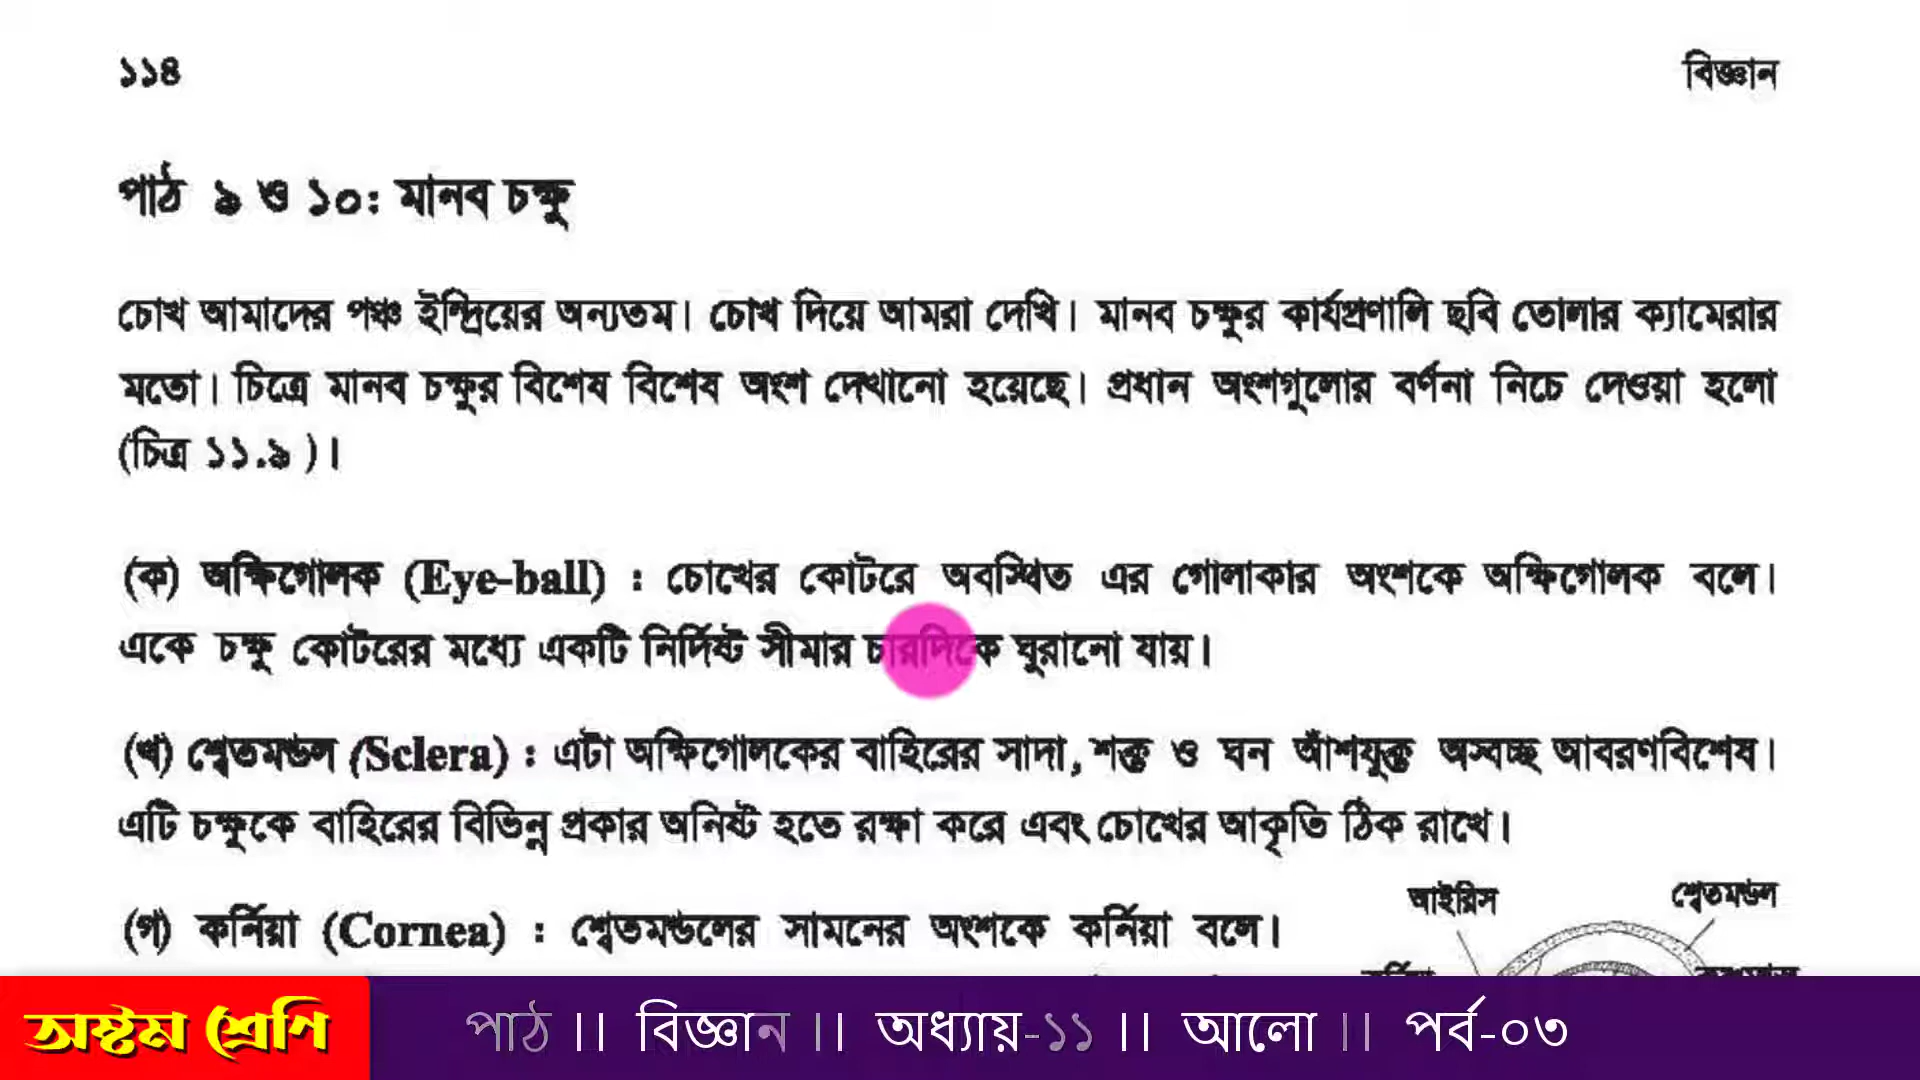 ১১৪
বিজ্ঞান
পাঠ ৯ ও ১০: মানব চক্ষু
চোখ আমাদের পঞ্চ ইন্দ্রিয়ের অন্যতম। চোখ দিয়ে আমরা দেখি। মানব চক্ষুর কার্যপ্রণালি ছবি তোলার ক্যামেরার
মতো। চিত্রে মানব চক্ষুর বিশেষ বিশেষ অংশ দেখানো হয়েছে। প্রধান অংশগুলোর বর্ণনা নিচে দেওয়া হলো
(চিত্র ১১.৯ )।
(ক) অক্ষিগোলক (Eye-ball) : চোখের কোটরে অবস্থিত এর গোলাকার অংশকে অক্ষিগোলক বলে।
একে চক্ষু কোটরের মধ্যে একটি নির্দিষ্ট সীমার চারদিকে ঘুরানো যায়।
(খ) শ্বেতমণ্ডল (Sclera) : এটা অক্ষিগোলকের বাহিরের সাদা, শক্ত ও ঘন আঁশযুক্ত অস্বচ্ছ আবরণবিশেষ।
এটি চক্ষুকে বাহিরের বিভিন্ন প্রকার অনিষ্ট হতে রক্ষা করে এবং চোখের আকৃতি ঠিক রাখে।
আইরিস
শ্বেতমণ্ডল
(গ) কর্নিয়া (Cornea) : শ্বেতমণ্ডলের সামনের অংশকে কর্নিয়া বলে।
অষ্টম শ্রেণি
পাঠ ।। বিজ্ঞান ।। অধ্যায়-১১ ।। আলো ।। পর্ব-০৩